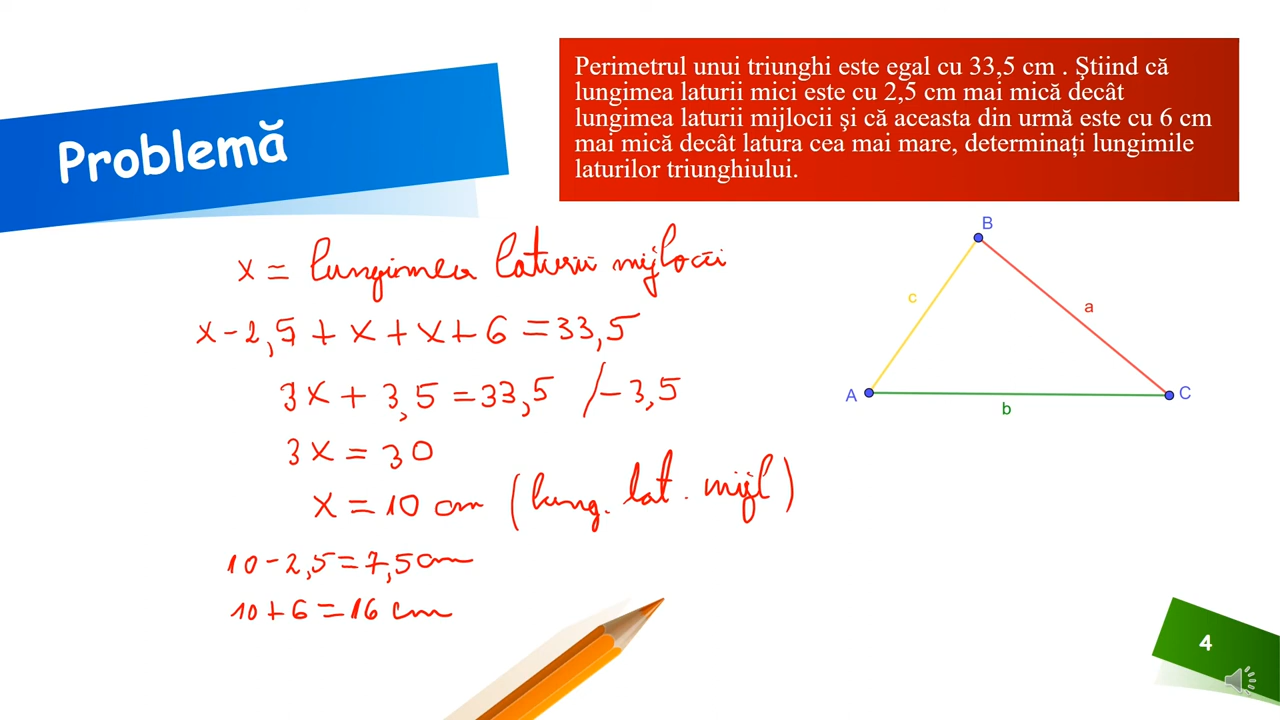 Problemă
Perimetrul unui triunghi este egal cu 33,5 cm . Ştiind că
lungimea laturii mici este cu 2,5 cm mai mică decât
lungimea laturii mijlocii şi că aceasta din urmă este cu 6 cm
mai mică decât latura cea mai mare, determinați lungimile
laturilor triunghiului.
x = lungimea laturii mijlocii
x - 2,5 + x + x + 6 = 33,5
3x + 3,5 = 33,5 /- 3,5
3x = 30
x = 10 cm (lung. lat. mijl)
10 - 2,5 = 7,5 cm
10 + 6 = 16 cm
B
c
a
A
C
b
4